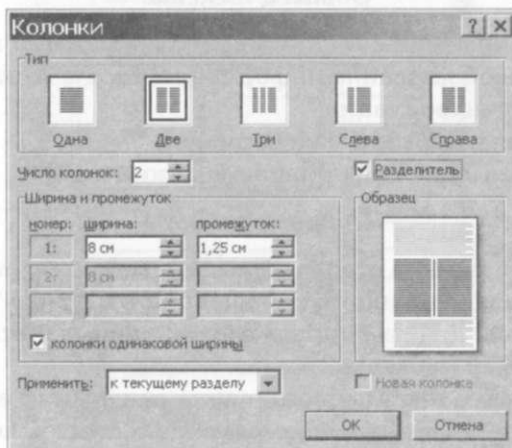 Колонки
Тип
Одна Две Три Слева Справа
Число колонок: 2 Разделитель
Ширина и промежуток Образец
номер: ширина: промежуток:
1: 8 см 1,25 см
2: 8 см
колонки одинаковой ширины
Применить: к текущему разделу Новая колонка
ОК Отмена